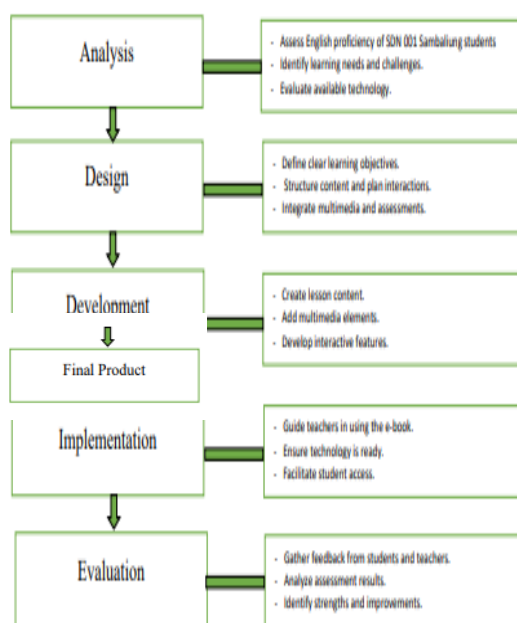 Analysis
- Assess English proficiency of SDN 001 Sambaliung students
- Identify learning needs and challenges.
- Evaluate available technology.
Design
- Define clear learning objectives.
- Structure content and plan interactions.
- Integrate multimedia and assessments.
Development
- Create lesson content.
- Add multimedia elements.
- Develop interactive features.
Final Product
Implementation
- Guide teachers in using the e-book.
- Ensure technology is ready.
- Facilitate student access.
Evaluation
- Gather feedback from students and teachers.
- Analyze assessment results.
- Identify strengths and improvements.